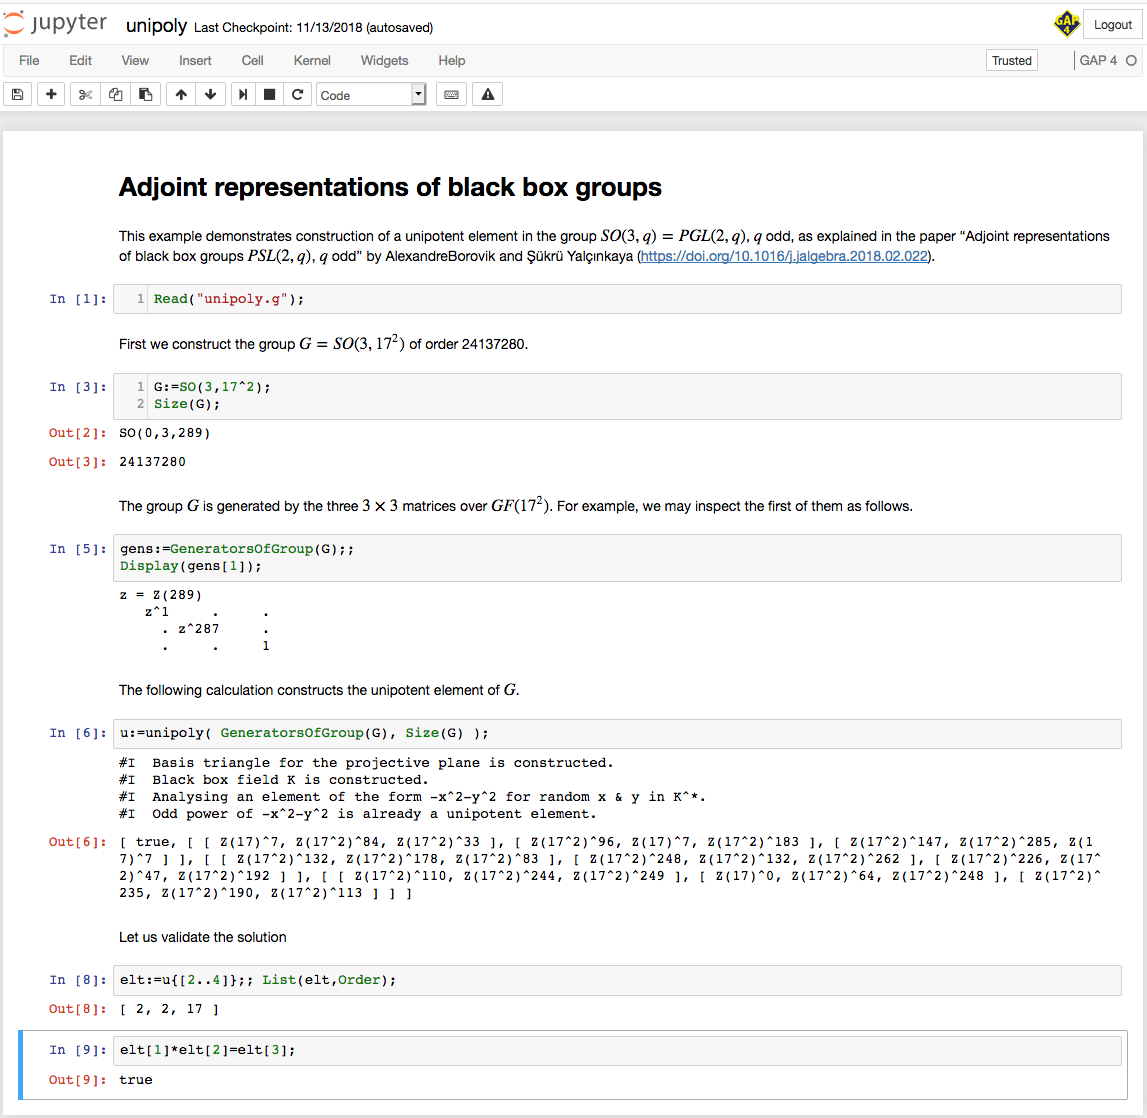 jupyter unipoly Last Checkpoint: 11/13/2018 (autosaved) GAP 4 Logout
File Edit View Insert Cell Kernel Widgets Help Trusted GAP 4
Code
Adjoint representations of black box groups
This example demonstrates construction of a unipotent element in the group SO(3, q) = PGL(2, q), q odd, as explained in the paper “Adjoint representations
of black box groups PSL(2, q), q odd” by AlexandreBorovik and Şükrü Yalçınkaya (https://doi.org/10.1016/j.jalgebra.2018.02.022).
In [1]: 1 Read("unipoly.g");
First we construct the group G = SO(3, 17²) of order 24137280.
In [3]: 1 G:=SO(3,17^2);
2 Size(G);
Out[2]: SO(0,3,289)
Out[3]: 24137280
The group G is generated by the three 3 × 3 matrices over GF(17²). For example, we may inspect the first of them as follows.
In [5]: gens:=GeneratorsOfGroup(G);;
Display(gens[1]);
z = Z(289)
z^1 . .
. z^287 .
. . 1
The following calculation constructs the unipotent element of G.
In [6]: u:=unipoly( GeneratorsOfGroup(G), Size(G) );
#I Basis triangle for the projective plane is constructed.
#I Black box field K is constructed.
#I Analysing an element of the form -x^2-y^2 for random x & y in K^*.
#I Odd power of -x^2-y^2 is already a unipotent element.
Out[6]: [ true, [ [ Z(17)^7, Z(17^2)^84, Z(17^2)^33 ], [ Z(17^2)^96, Z(17)^7, Z(17^2)^183 ], [ Z(17^2)^147, Z(17^2)^285, Z(1
7)^7 ] ], [ [ Z(17^2)^132, Z(17^2)^178, Z(17^2)^83 ], [ Z(17^2)^248, Z(17^2)^132, Z(17^2)^262 ], [ Z(17^2)^226, Z(17^
2)^47, Z(17^2)^192 ] ], [ [ Z(17^2)^110, Z(17^2)^244, Z(17^2)^249 ], [ Z(17)^0, Z(17^2)^64, Z(17^2)^248 ], [ Z(17^2)^
235, Z(17^2)^190, Z(17^2)^113 ] ] ]
Let us validate the solution
In [8]: elt:=u{[2..4]};; List(elt,Order);
Out[8]: [ 2, 2, 17 ]
In [9]: elt[1]*elt[2]=elt[3];
Out[9]: true